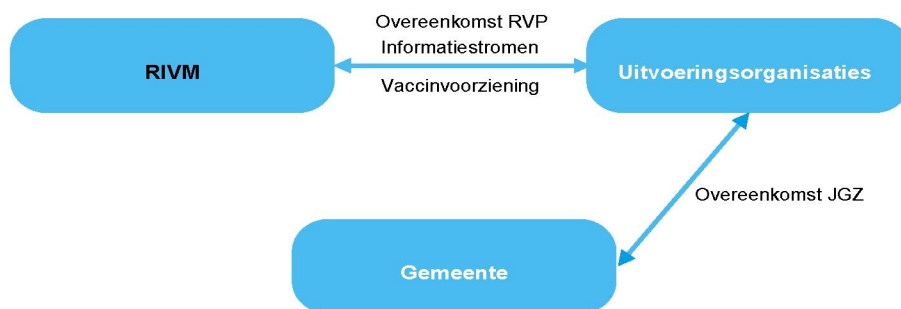 Overeenkomst RVP
Informatiestromen
RIVM
Uitvoeringsorganisaties
Vaccinvoorziening
Overeenkomst JGZ
Gemeente